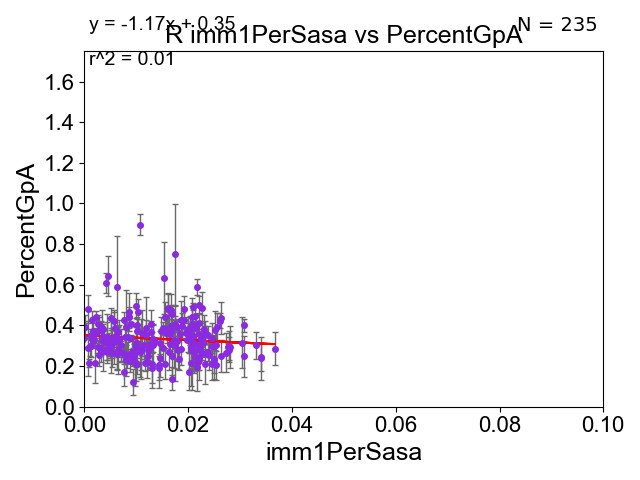 y = -1.17x + 0.35
N = 235
R imm1PerSasa vs PercentGpA
r^2 = 0.01
1.6
1.4
1.2
1.0
0.8
0.6
0.4
0.2
0.0
PercentGpA
0.00 0.02 0.04 0.06 0.08 0.10
imm1PerSasa